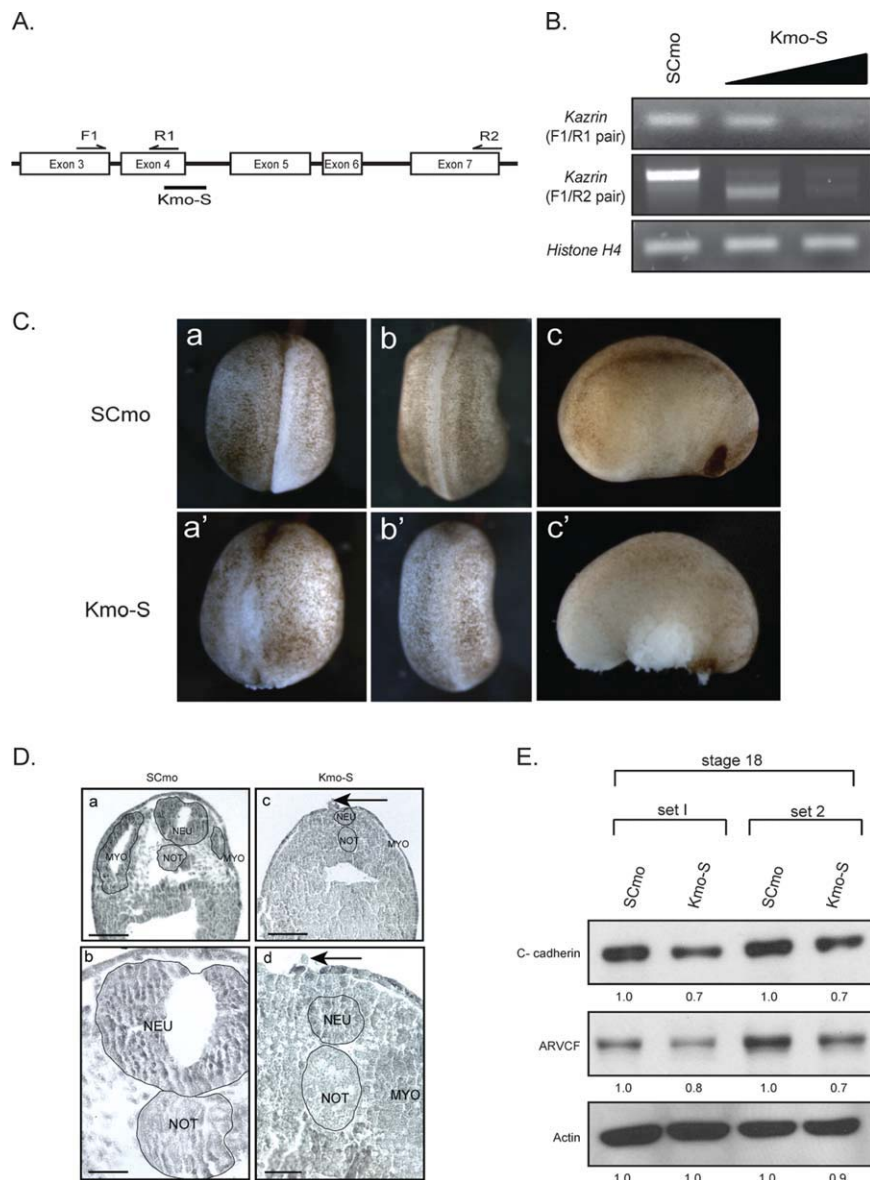 A.
F1 R1 R2
Exon 3 Exon 4 Exon 5 Exon 6 Exon 7
Kmo-S
B.
SCmo Kmo-S
Kazrin
(F1/R1 pair)
Kazrin
(F1/R2 pair)
Histone H4
C.
a b c
SCmo
a' b' c'
Kmo-S
D.
SCmo Kmo-S
a c
NEU NEU
MYO NOT MYO NOT MYO
b d
NEU NEU
NOT NOT MYO
E.
stage 18
set I set 2
SCmo Kmo-S SCmo Kmo-S
C- cadherin
1.0 0.7 1.0 0.7
ARVCF
1.0 0.8 1.0 0.7
Actin
1.0 1.0 1.0 0.9